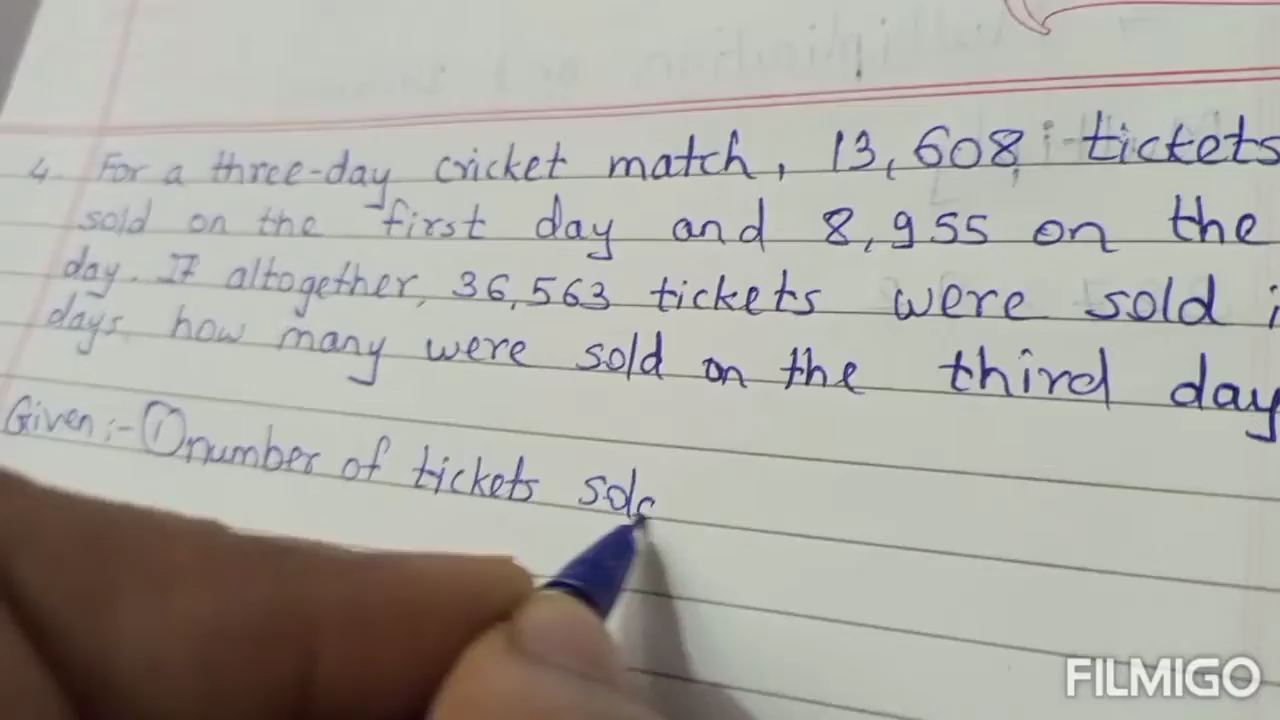 4. For a three-day cricket match, 13,608 tickets
sold on the first day and 8,955 on the
day. If altogether, 36,563 tickets were sold i
days how many were sold on the third day
Given :- ① number of tickets sold
FILMIGO